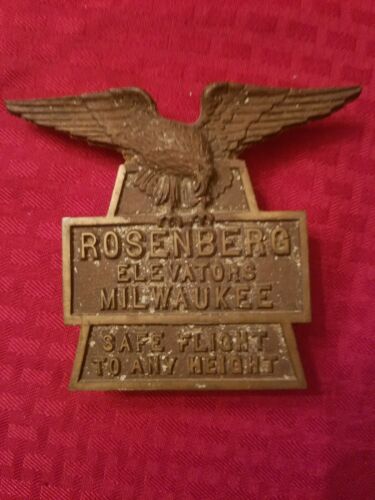 ROSENBERG
ELEVATORS
MILWAUKEE
SAFE FLIGHT
TO ANY HEIGHT